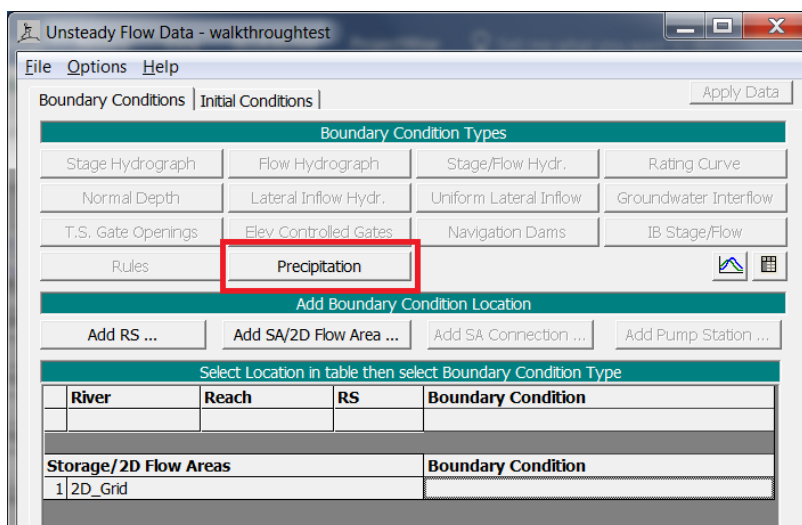 Unsteady Flow Data - walkthroughtest
File Options Help
Boundary Conditions Initial Conditions Apply Data
Boundary Condition Types
Stage Hydrograph Flow Hydrograph Stage/Flow Hydr. Rating Curve
Normal Depth Lateral Inflow Hydr. Uniform Lateral Inflow Groundwater Interflow
T.S. Gate Openings Elev Controlled Gates Navigation Dams IB Stage/Flow
Rules Precipitation
Add Boundary Condition Location
Add RS ... Add SA/2D Flow Area ... Add SA Connection ... Add Pump Station ...
Select Location in table then select Boundary Condition Type
River Reach RS Boundary Condition
Storage/2D Flow Areas Boundary Condition
1 2D_Grid